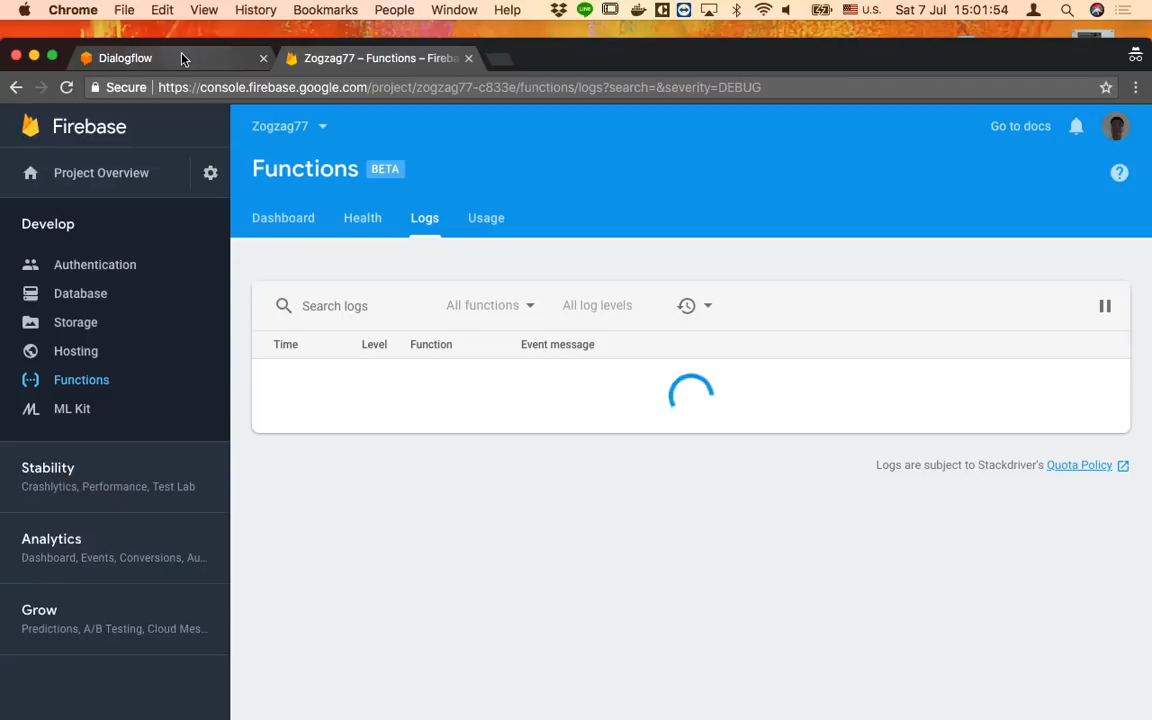 Chrome File Edit View History Bookmarks People Window Help U.S. Sat 7 Jul 15:01:54
Dialogflow Zogzag77 – Functions – Fireba
Secure https://console.firebase.google.com/project/zogzag77-c833e/functions/logs?search=&severity=DEBUG
Firebase
Project Overview
Develop
Authentication
Database
Storage
Hosting
Functions
ML Kit
Stability
Crashlytics, Performance, Test Lab
Analytics
Dashboard, Events, Conversions, Au...
Grow
Predictions, A/B Testing, Cloud Mes...
Zogzag77 Go to docs
Functions BETA
Dashboard Health Logs Usage
Search logs All functions All log levels
Time Level Function Event message
Logs are subject to Stackdriver's Quota Policy